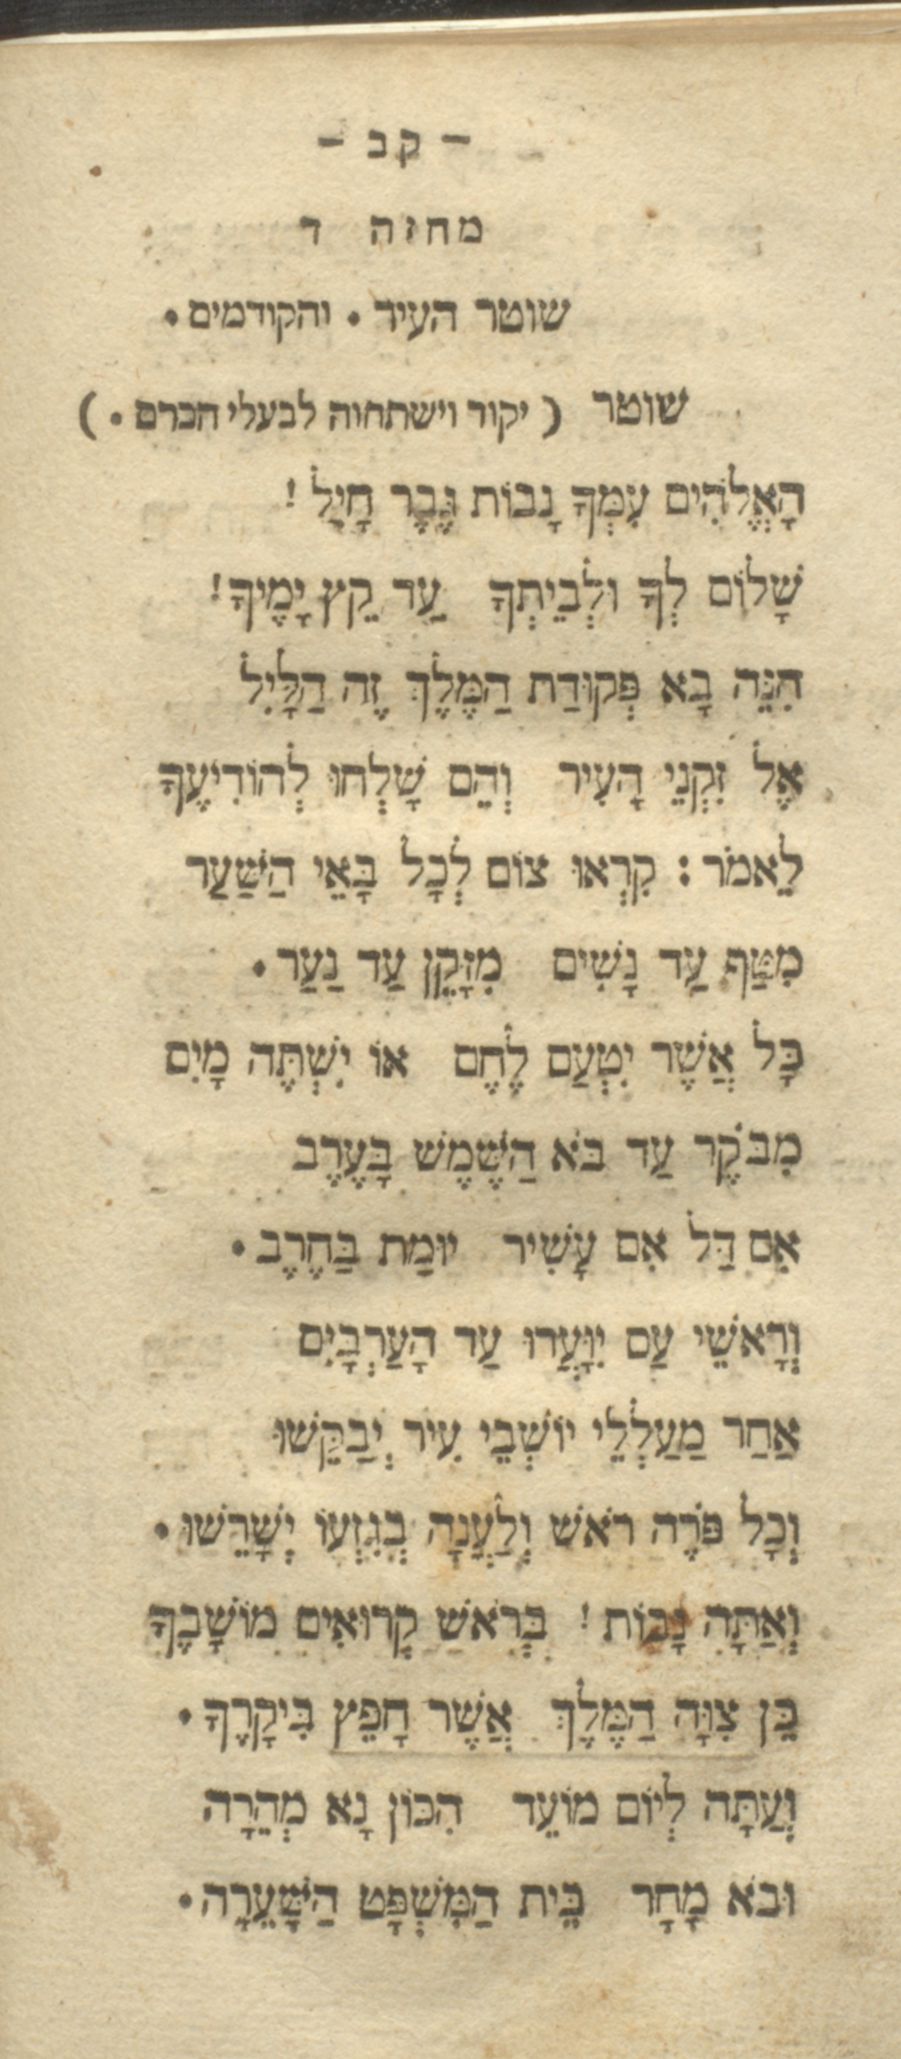 – קב –
מחזה ד
שוטר העיר • והקודמים •
שוטר ( יקוד וישתחוה לבעלי הכרם • )
הָאֱלֹהִים עִמְּךָ נָבוֹת גֶּבֶר חָיִל !
שָׁלוֹם לְךָ וּלְבֵיתְךָ עַד קֵץ יָמֶיךָ!
הִנֵּה בָא פְּקוּדַת הַמֶּלֶךְ זֶה הַלָּיִל
אֶל זִקְנֵי הָעִיר וְהֵם שָׁלְחוּ לְהוֹדִיעֶךָ
לֵאמֹר : קִרְאוּ צוֹם לְכָל בָּאֵי הַשַּׁעַר
מִטַּף עַד נָשִׁים מִזָּקֵן עַד נַעַר •
כָּל אֲשֶׁר יִטְעַם לֶחֶם אוֹ יִשְׁתֶּה מָיִם
מִבֹּקֶר עַד בֹּא הַשֶּׁמֶשׁ בָּעֶרֶב
אִם דַּל אִם עָשִׁיר יוּמַת בַּחֶרֶב •
וְרָאשֵׁי עַם יִוָּעֲדוּ עַד הָעַרְבָּיִם
אַחַר מַעַלְלֵי יוֹשְׁבֵי עִיר יְבַקֵּשׁוּ
וְכָל פֹּרֶה רֹאשׁ וְלַעֲנָה בְּגִזְעוֹ יְשָׁרֵשׁוּ •
וְאַתָּה נָבוֹת ! בְּרֹאשׁ קְרוּאִים מוֹשָׁבֶךָ
כֵּן צִוָּה הַמֶּלֶךְ אֲשֶׁר חָפֵץ בִּיקָרֶךָ •
וְעַתָּה לְיוֹם מוֹעֵד הִכּוֹן נָא מְהֵרָה
וּבֹא מָחָר בֵּית הַמִּשְׁפָּט הַשָּׁעֲרָה •